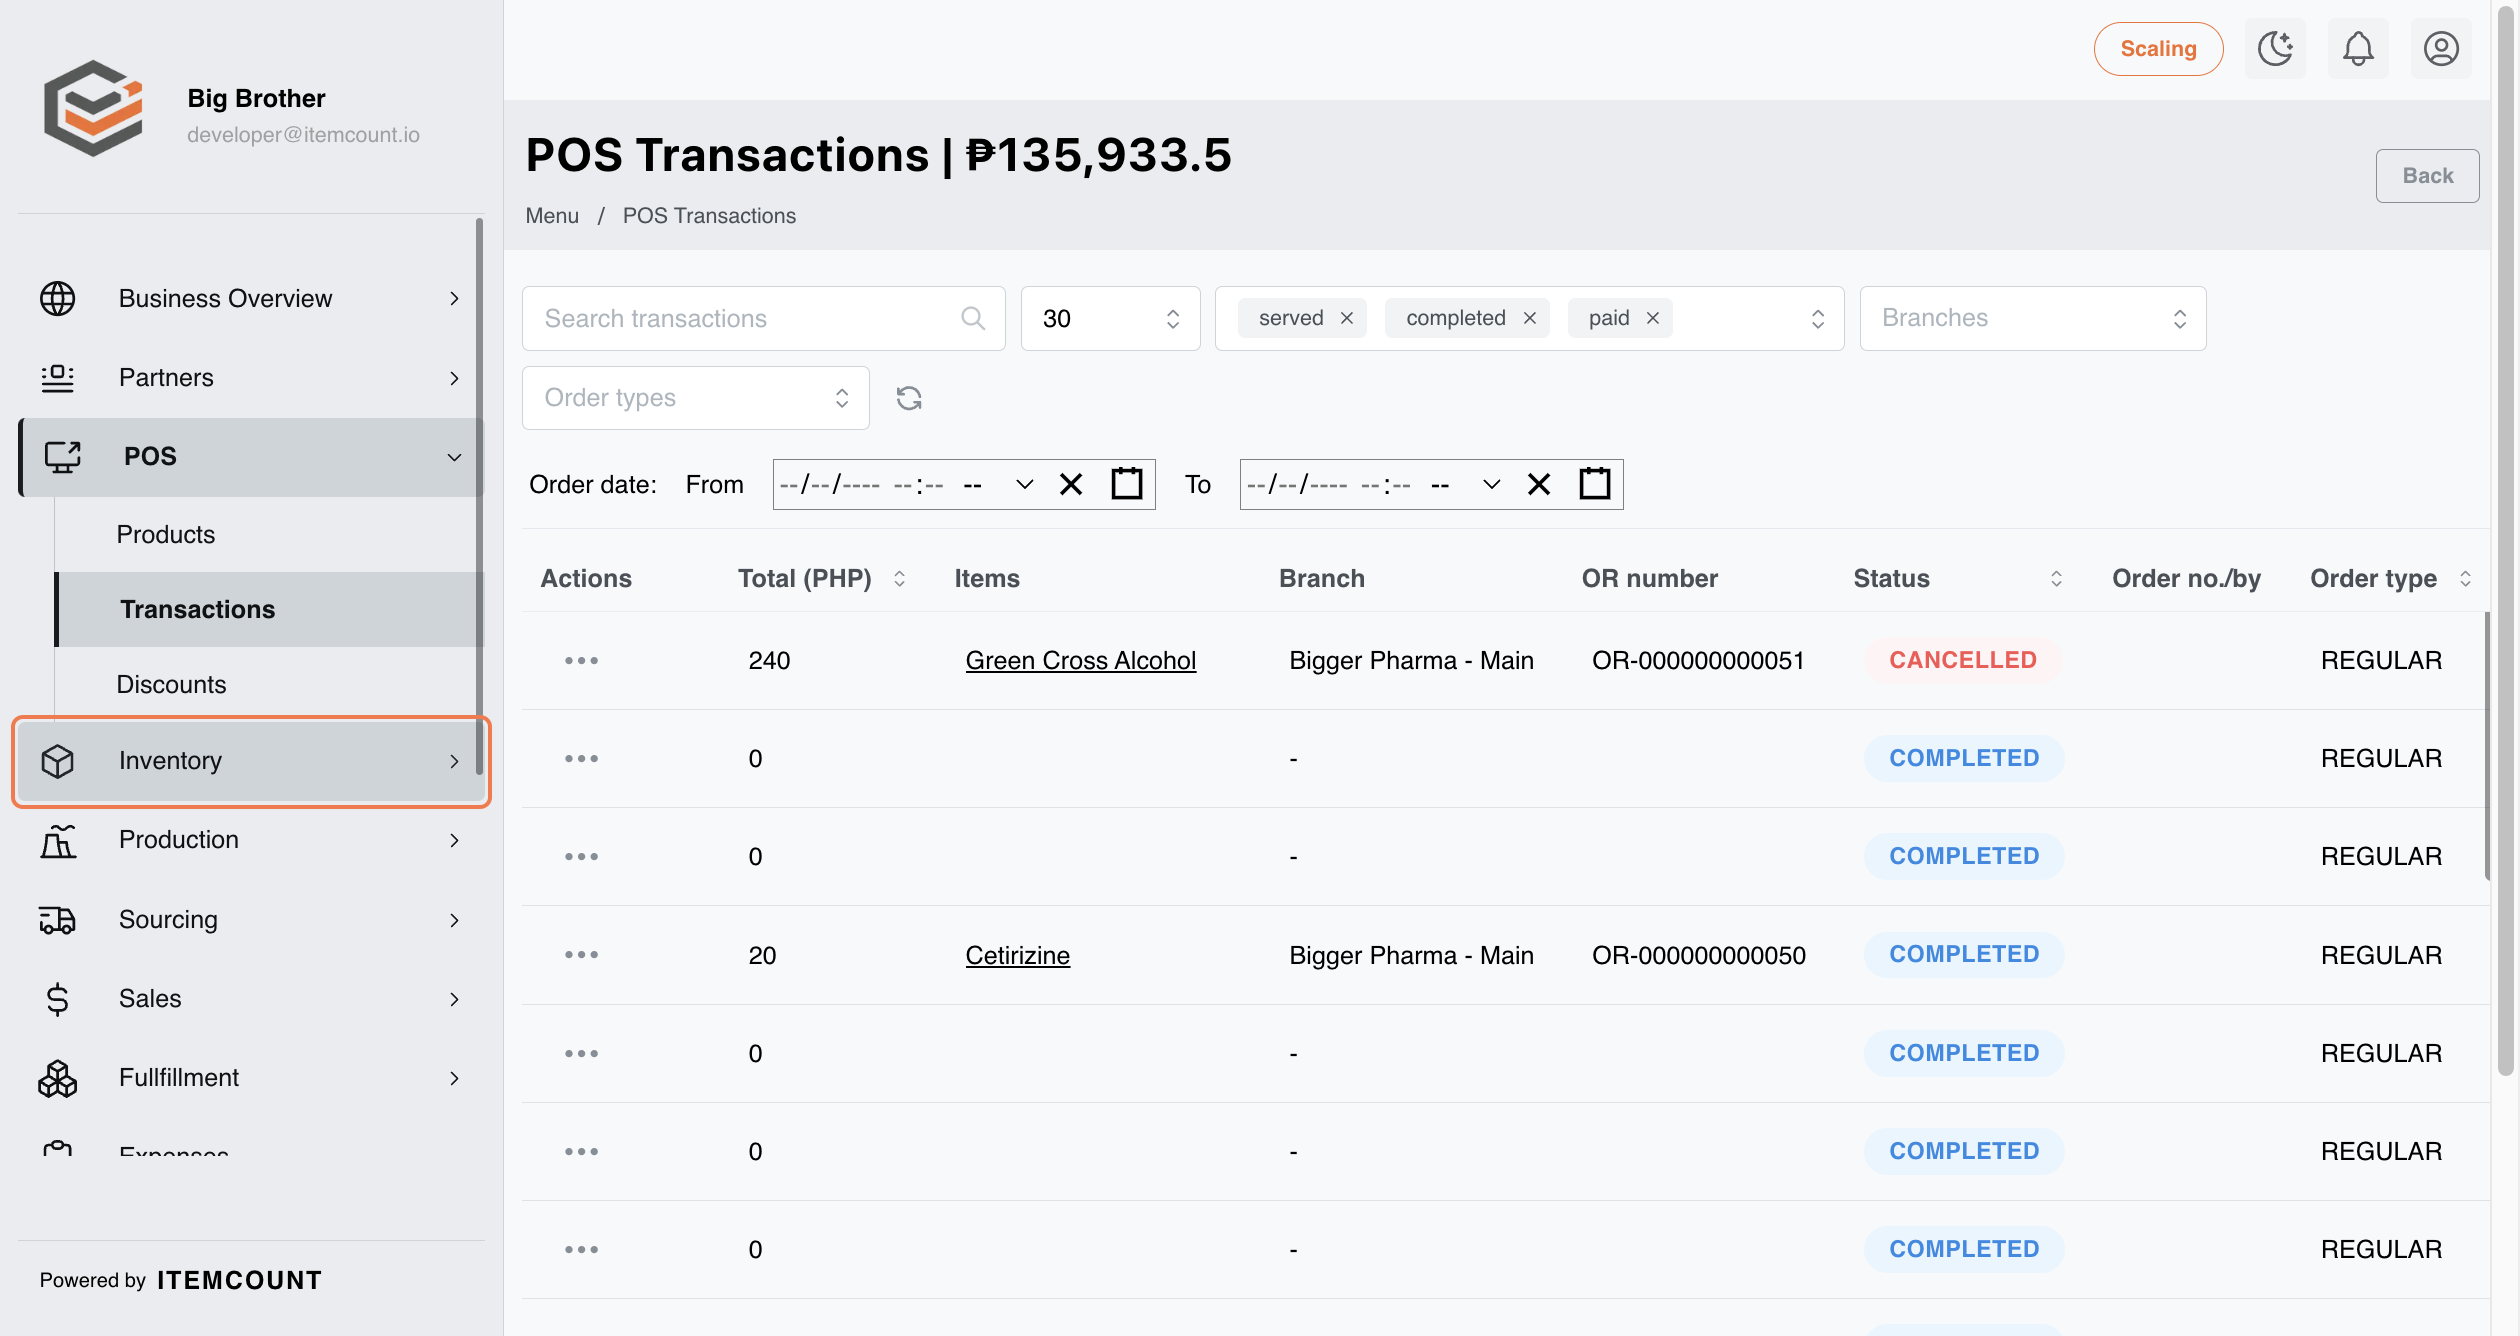 Big Brother
developer@itemcount.io
Business Overview
Partners
POS
Products
Transactions
Discounts
Inventory
Production
Sourcing
Sales
Fullfillment
Expenses
Powered by ITEMCOUNT
Scaling
POS Transactions | ₱135,933.5
Back
Menu / POS Transactions
Search transactions 30 served completed paid Branches
Order types
Order date: From --/--/---- --:-- -- To --/--/---- --:-- --
Actions Total (PHP) Items Branch OR number Status Order no./by Order type
240 Green Cross Alcohol Bigger Pharma - Main OR-000000000051 CANCELLED REGULAR
0 - COMPLETED REGULAR
0 - COMPLETED REGULAR
20 Cetirizine Bigger Pharma - Main OR-000000000050 COMPLETED REGULAR
0 - COMPLETED REGULAR
0 - COMPLETED REGULAR
0 - COMPLETED REGULAR